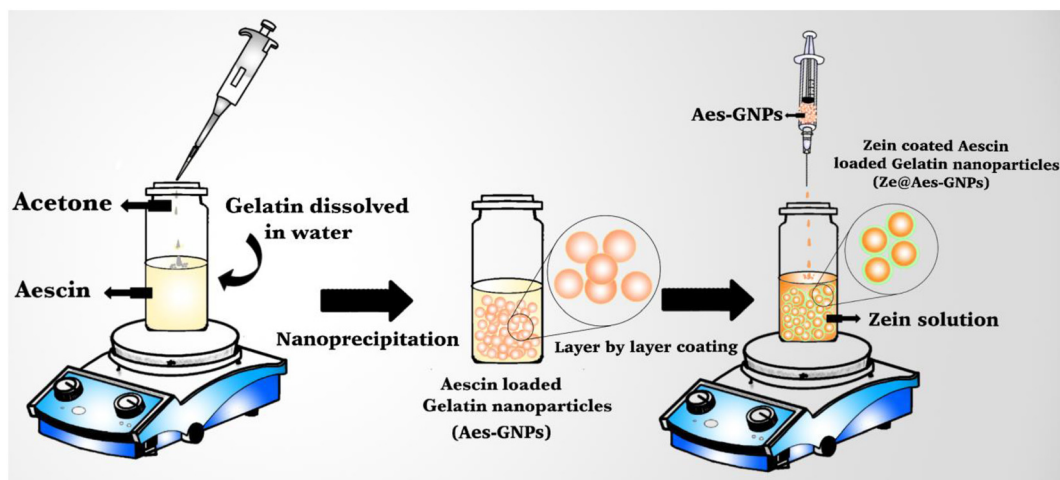 Acetone
Gelatin dissolved
in water
Aescin
Nanoprecipitation
Aescin loaded
Gelatin nanoparticles
(Aes-GNPs)
Layer by layer coating
Aes-GNPs
Zein coated Aescin
loaded Gelatin nanoparticles
(Ze@Aes-GNPs)
Zein solution